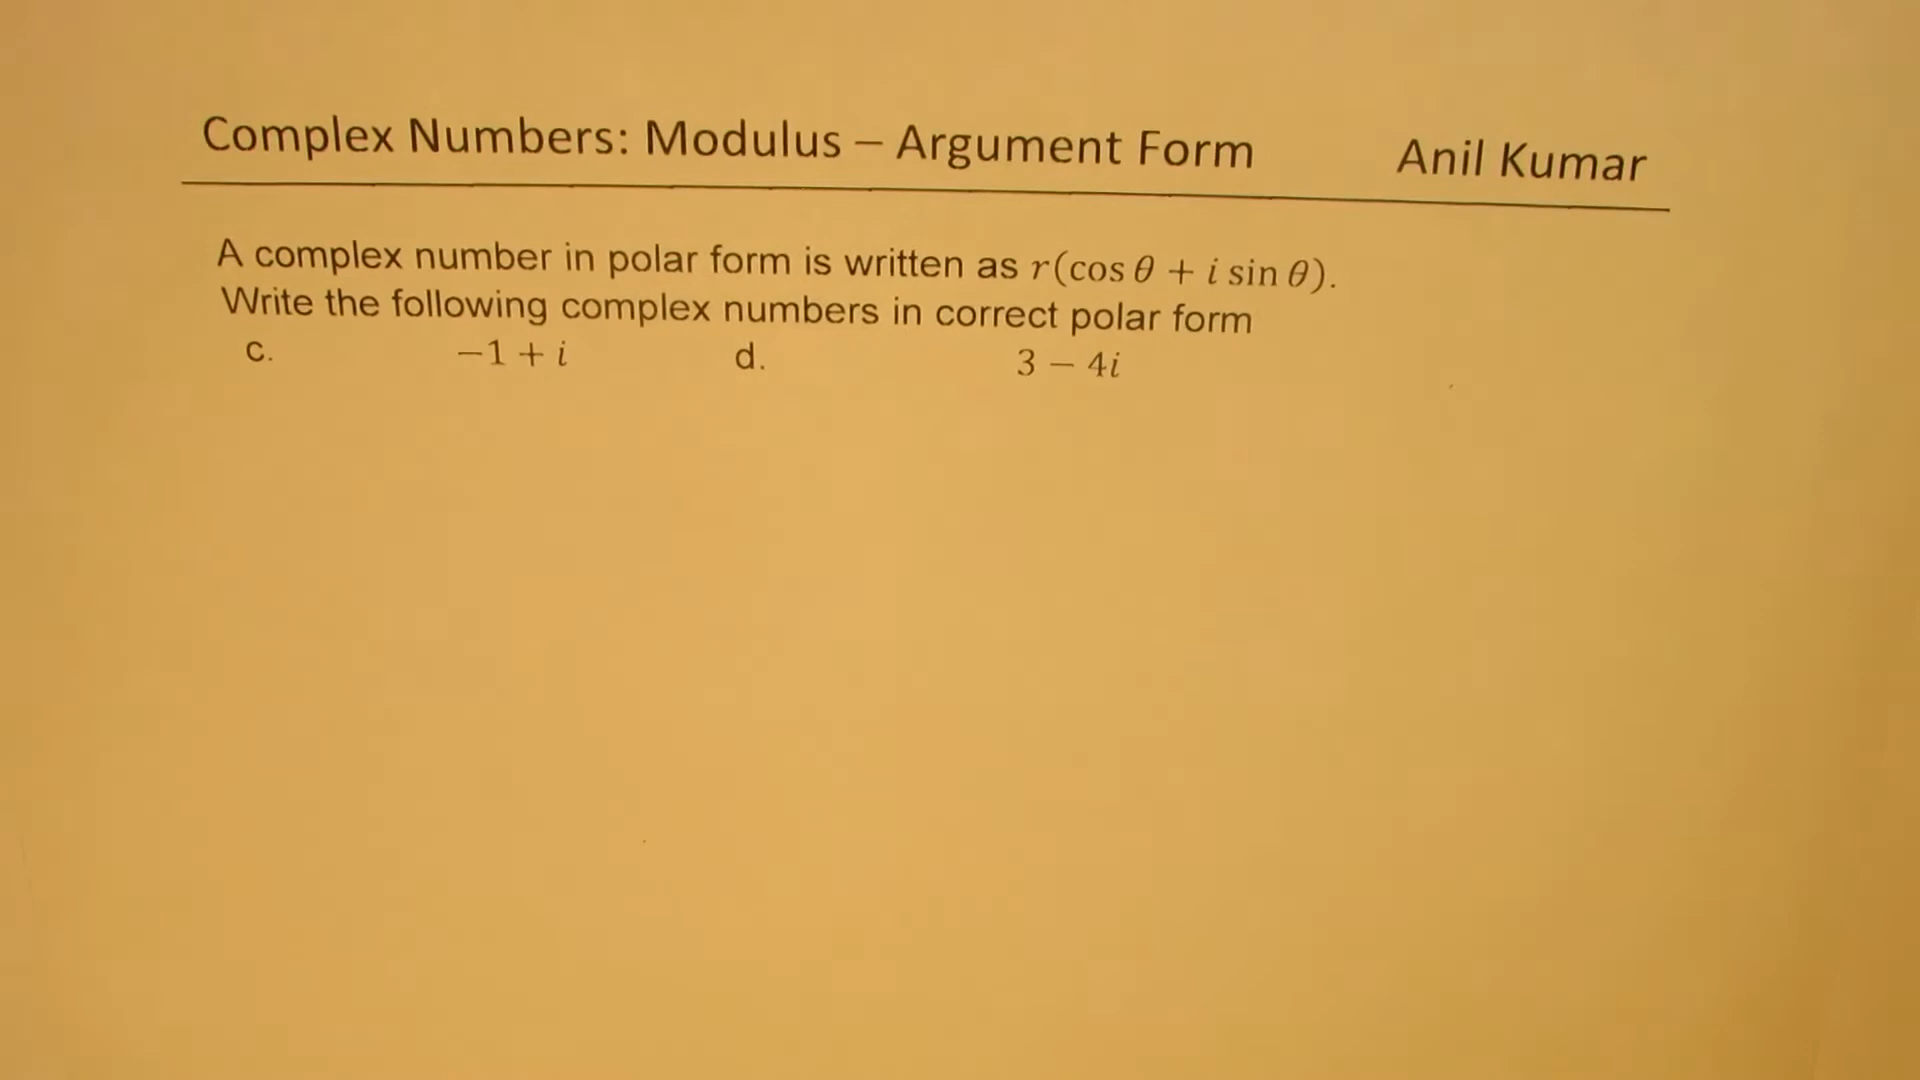 Complex Numbers: Modulus – Argument Form Anil Kumar
A complex number in polar form is written as r(cos θ + i sin θ).
Write the following complex numbers in correct polar form
c. −1 + i d. 3 − 4i